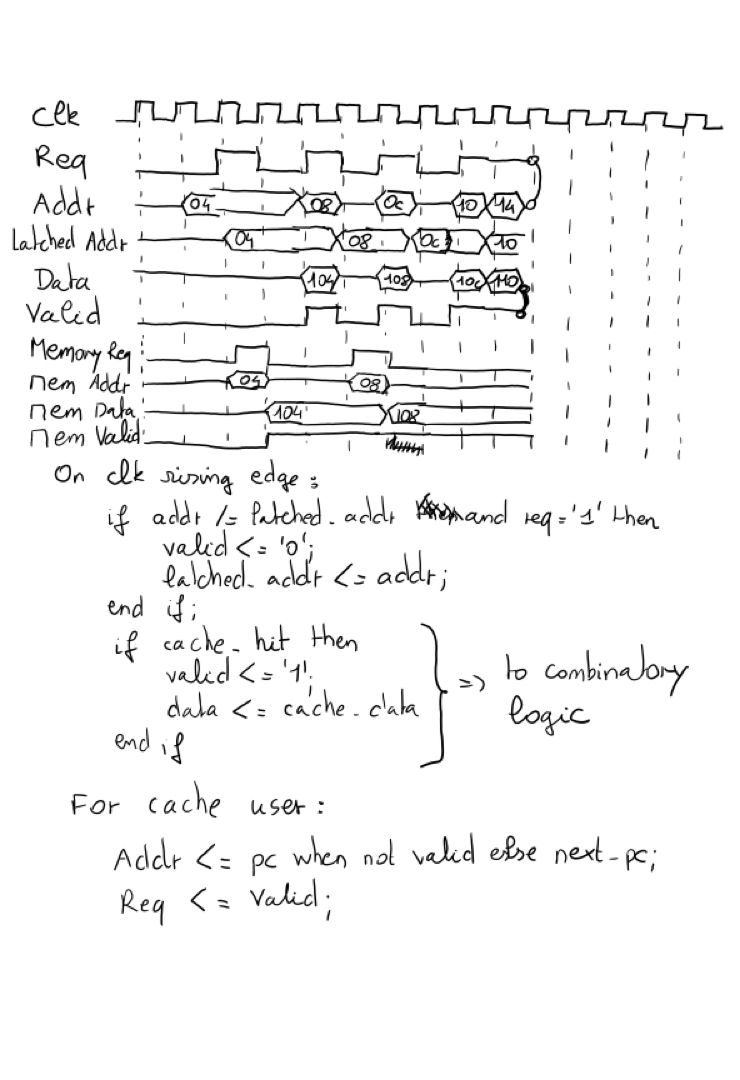 Clk
Req
Addr 04 08 0c 10 14
Latched Addr 04 08 0c 10
Data 104 108 10c 110
Valid
Memory Req
Mem Addr 04 08
Mem Data 104 108
Mem Valid
On clk rising edge:
if addr /= latched_addr and req = '1' then
valid <= '0';
latched_addr <= addr;
end if;
if cache_hit then
valid <= '1';
data <= cache_data
end if
=> to combinatory
logic
For cache user:
Addr <= pc when not valid else next_pc;
Req <= Valid;